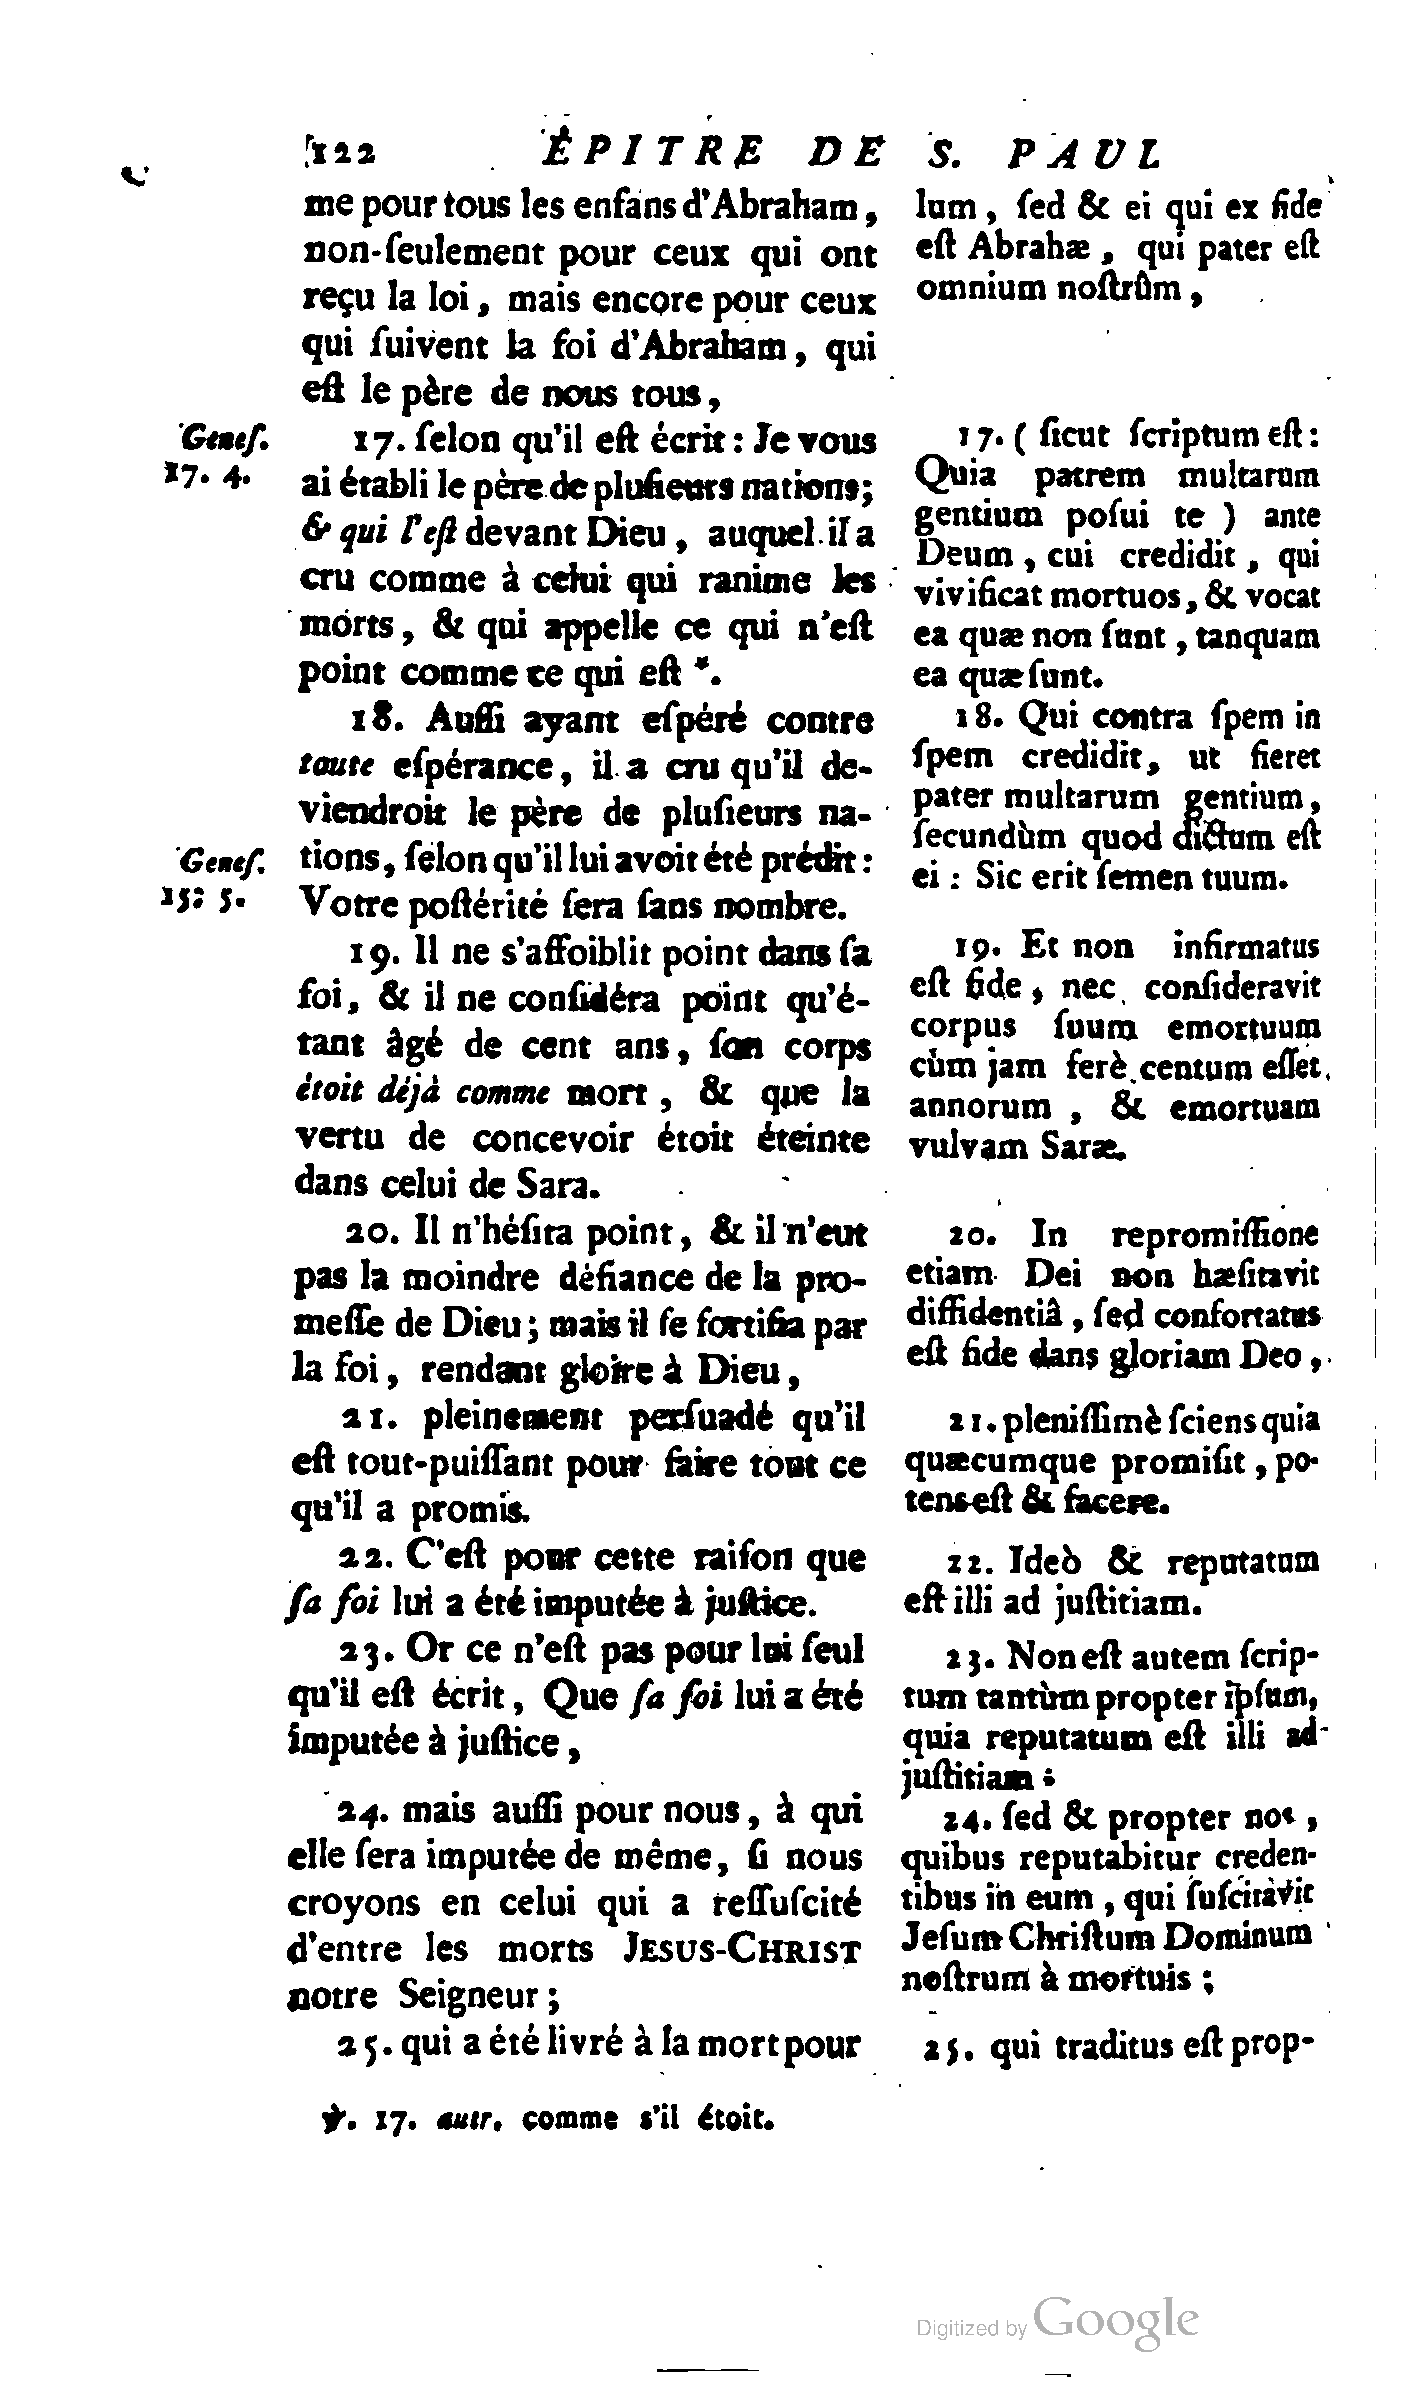 122 ÉPITRE DE S. PAUL
me pour tous les enfans d'Abraham,
non-ſeulement pour ceux qui ont
reçu la loi, mais encore pour ceux
qui ſuivent la foi d'Abraham, qui
eſt le père de nous tous,
Geneſ.
17. 4.
17. ſelon qu'il eſt écrit : Je vous
ai établi le père de pluſieurs nations;
& qui l'eſt devant Dieu, auquel il a
cru comme à celui qui ranime les
morts, & qui appelle ce qui n'eſt
point comme ce qui eſt *.
18. Auſſi ayant eſpéré contre
toute eſpérance, il a cru qu'il de-
viendroit le père de pluſieurs na-
Geneſ.
15: 5.
tions, ſelon qu'il lui avoit été prédit :
Votre poſtérité ſera ſans nombre.
19. Il ne s'affoiblit point dans ſa
foi, & il ne conſidéra point qu'é-
tant âgé de cent ans, ſon corps
étoit déjà comme mort, & que la
vertu de concevoir étoit éteinte
dans celui de Sara.
20. Il n'héſita point, & il n'eut
pas la moindre défiance de la pro-
meſſe de Dieu; mais il ſe fortifia par
la foi, rendant gloire à Dieu,
21. pleinement perſuadé qu'il
eſt tout-puiſſant pour faire tout ce
qu'il a promis.
22. C'eſt pour cette raiſon que
ſa foi lui a été imputée à juſtice.
23. Or ce n'eſt pas pour lui ſeul
qu'il eſt écrit, Que ſa foi lui a été
imputée à juſtice,
24. mais auſſi pour nous, à qui
elle ſera imputée de même, ſi nous
croyons en celui qui a reſſuſcité
d'entre les morts JESUS-CHRIST
notre Seigneur;
25. qui a été livré à la mort pour
lum, ſed & ei qui ex fide
eſt Abrahæ, qui pater eſt
omnium noſtrûm,
17. ( ſicut ſcriptum eſt :
Quia patrem multarum
gentium poſui te ) ante
Deum, cui credidit, qui
vivificat mortuos, & vocat
ea quæ non ſunt, tanquam
ea quæ ſunt.
18. Qui contra ſpem in
ſpem credidit, ut fieret
pater multarum gentium,
ſecundùm quod dictum eſt
ei : Sic erit ſemen tuum.
19. Et non infirmatus
eſt fide, nec conſideravit
corpus ſuum emortuum
cùm jam ferè centum eſſet
annorum, & emortuam
vulvam Saræ.
20. In repromiſſione
etiam Dei non hæſitavit
diffidentiâ, ſed confortatus
eſt fide dans gloriam Deo,
21. pleniſſimè ſciens quia
quæcumque promiſit, po-
tens eſt & facere.
22. Ideò & reputatum
eſt illi ad juſtitiam.
23. Non eſt autem ſcrip-
tum tantùm propter ipſum,
quia reputatum eſt illi ad
juſtitiam :
24. ſed & propter nos,
quibus reputabitur creden-
tibus in eum, qui ſuſcitavit
Jeſum Chriſtum Dominum
noſtrum à mortuis;
25. qui traditus eſt prop-
℣. 17. autr. comme s'il étoit.
Digitized by Google